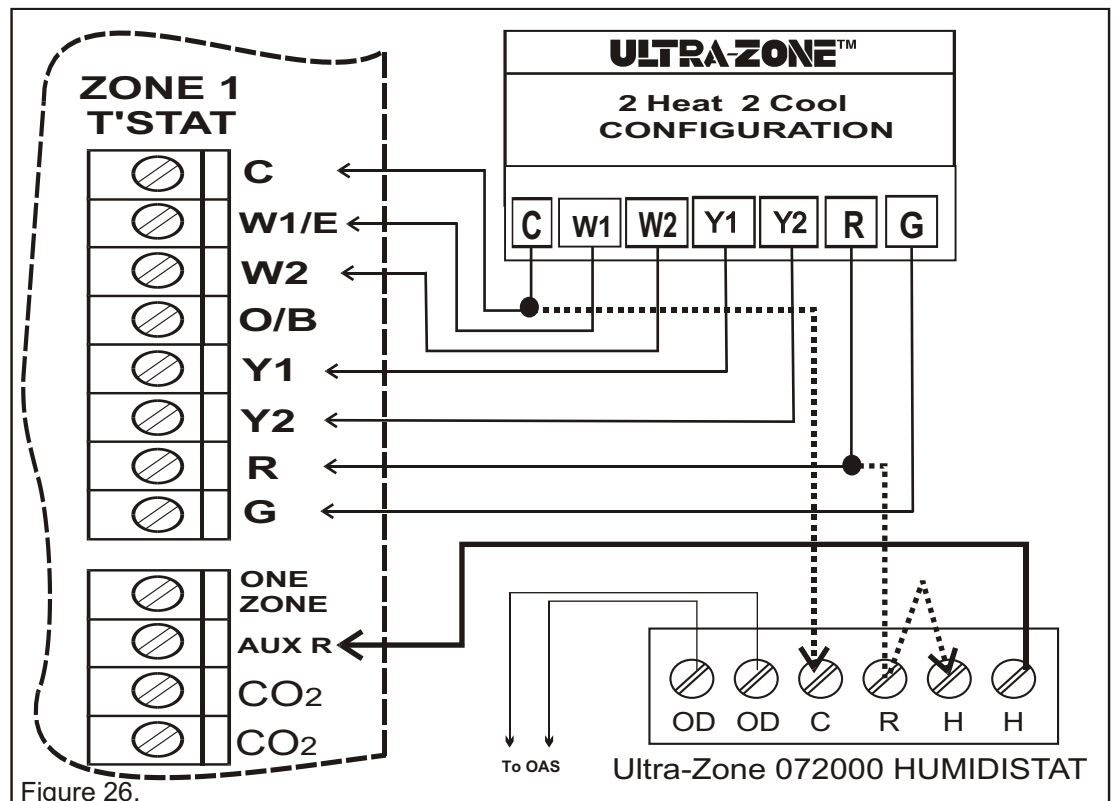 ZONE 1
T'STAT
C
W1/E
W2
O/B
Y1
Y2
R
G
ONE
ZONE
AUX R
CO2
CO2
ULTRA-ZONE™
2 Heat 2 Cool
CONFIGURATION
C W1 W2 Y1 Y2 R G
OD OD C R H H
To OAS
Ultra-Zone 072000 HUMIDISTAT
Figure 26.